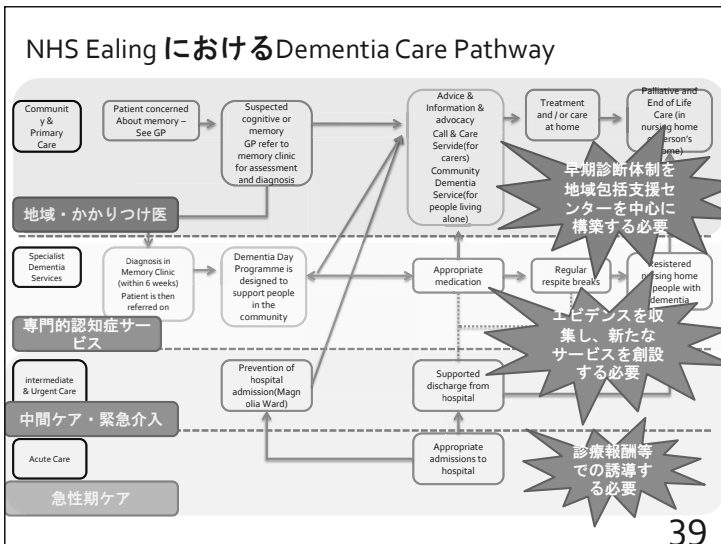 NHS Ealing におけるDementia Care Pathway
Communit
y &
Primary
Care
Patient concerned
About memory –
See GP
Suspected
cognitive or
memory
GP refer to
memory clinic
for assessment
and diagnosis
Advice &
Information &
advocacy
Call & Care
Servide(for
carers)
Community
Dementia
Service(for
people living
alone)
Treatment
and / or care
at home
Palliative and
End of Life
Care (in
nursing home
早期診断体制を
地域包括支援セ
ンターを中心に
構築する必要
地域・かかりつけ医
Specialist
Dementia
Services
Diagnosis in
Memory Clinic
(within 6 weeks)
Patient is then
referred on
Dementia Day
Programme is
designed to
support people
in the
community
Appropriate
medication
Regular
respite breaks
Resistered
nursing home
people with
dementia
専門的認知症サー
ビス
エビデンスを収
集し、新たな
サービスを創設
する必要
intermediate
& Urgent Care
Prevention of
hospital
admission(Magn
olia Ward)
Supported
discharge from
hospital
中間ケア・緊急介入
Acute Care
Appropriate
admissions to
hospital
診療報酬等
での誘導す
る必要
急性期ケア
39